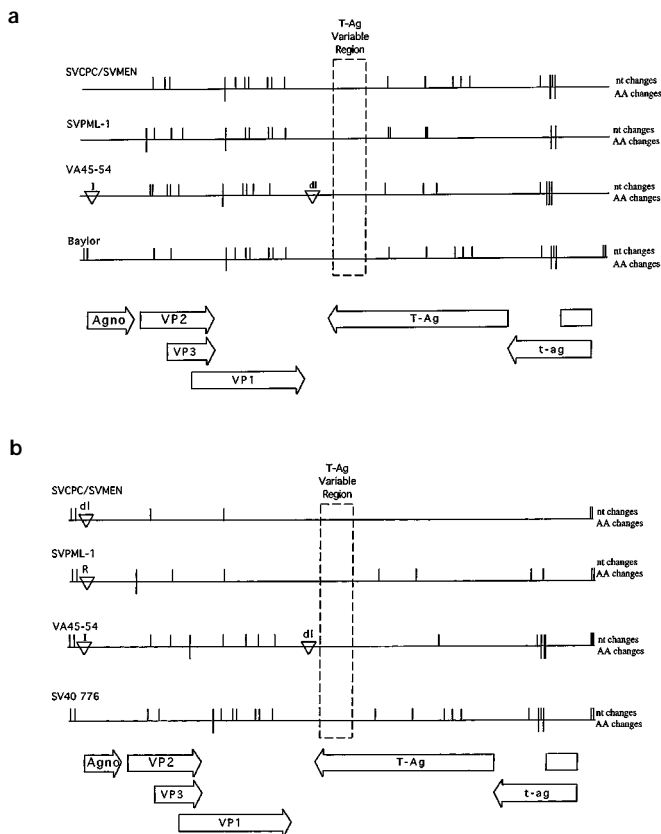 a
T-Ag
Variable
Region
SVCPC/SVMEN
nt changes
AA changes
SVPML-1
nt changes
AA changes
VA45-54
I
dl
nt changes
AA changes
Baylor
nt changes
AA changes
Agno
VP2
T-Ag
VP3
t-ag
VP1
b
T-Ag
Variable
Region
SVCPC/SVMEN
dl
nt changes
AA changes
SVPML-1
R
nt changes
AA changes
VA45-54
I
dl
nt changes
AA changes
SV40 776
nt changes
AA changes
Agno
VP2
T-Ag
VP3
t-ag
VP1